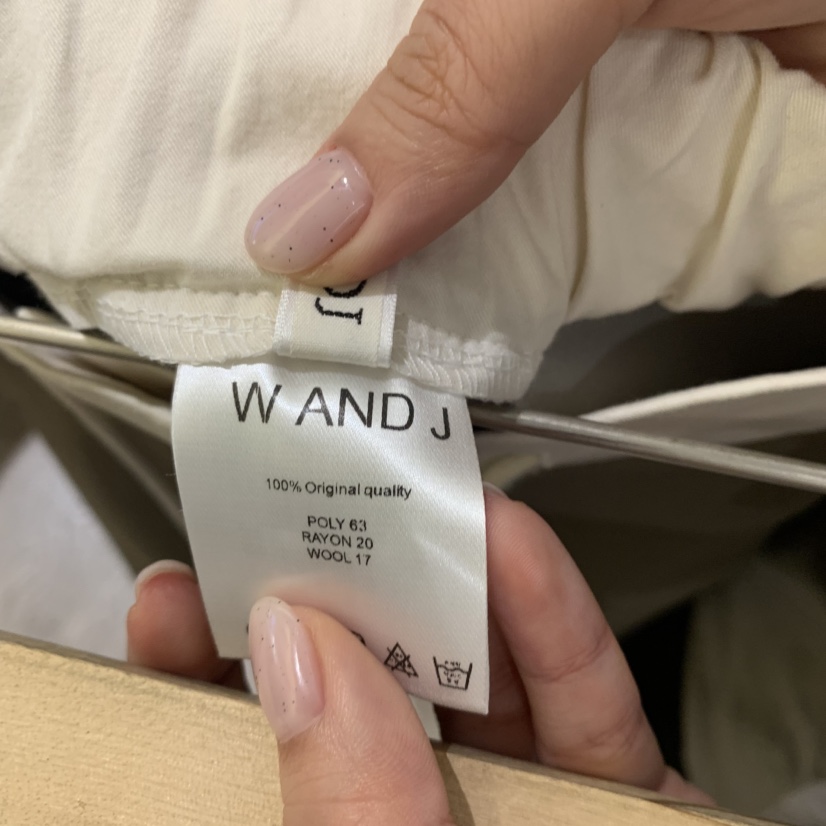 W AND J
100% Original quality
POLY 63
RAYON 20
WOOL 17